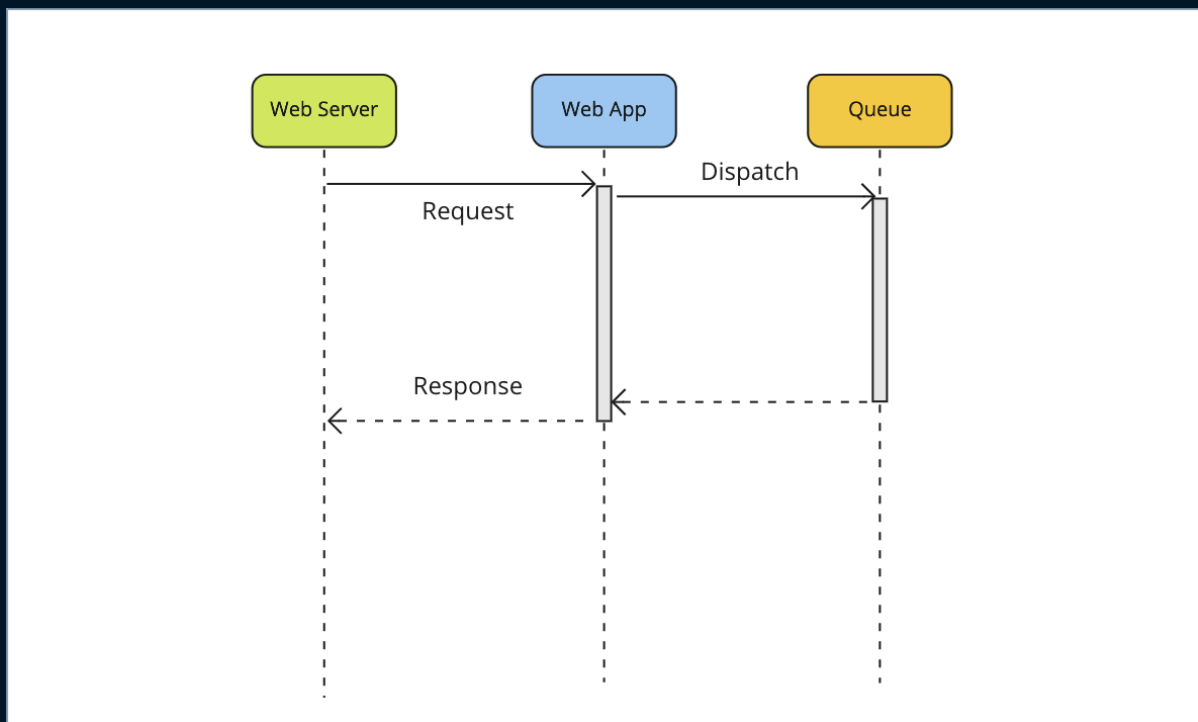 Web Server
Web App
Queue
Dispatch
Request
Response